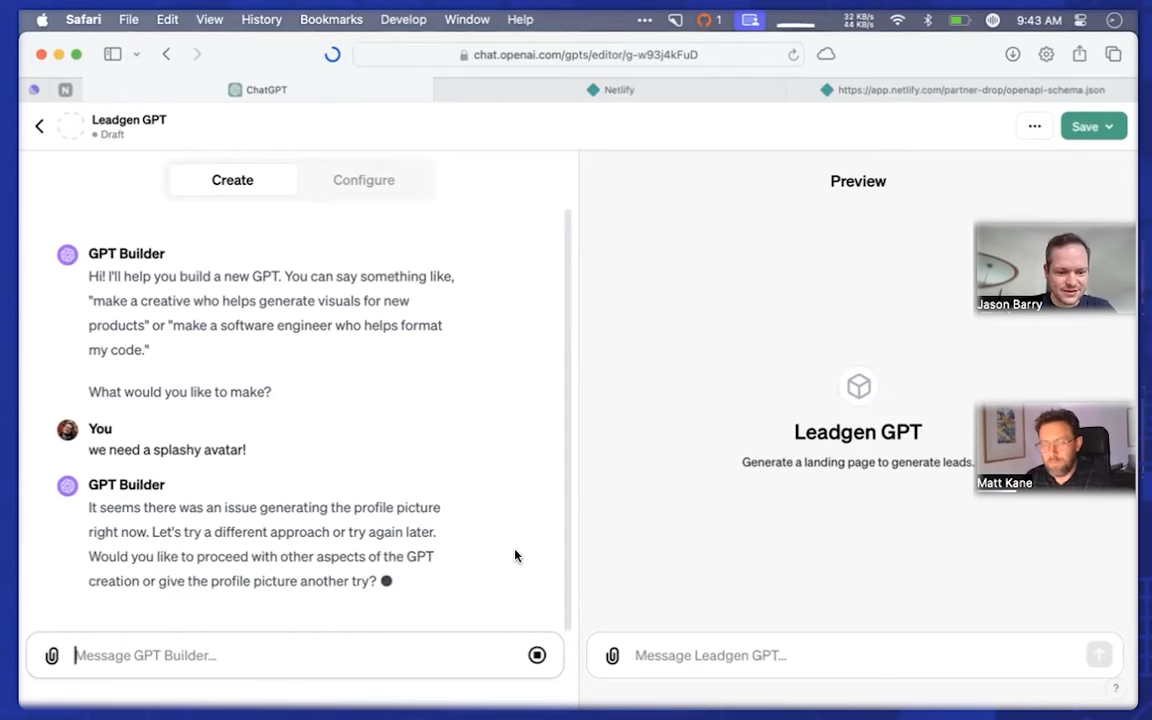 Safari File Edit View History Bookmarks Develop Window Help ••• 1 32 KB/s 44 KB/s 9:43 AM
chat.openai.com/gpts/editor/g-w93j4kFuD
ChatGPT Netlify https://app.netlify.com/partner-drop/openapi-schema.json
Leadgen GPT
Draft
Save
Create Configure
GPT Builder
Hi! I'll help you build a new GPT. You can say something like,
"make a creative who helps generate visuals for new
products" or "make a software engineer who helps format
my code."
What would you like to make?
You
we need a splashy avatar!
GPT Builder
It seems there was an issue generating the profile picture
right now. Let's try a different approach or try again later.
Would you like to proceed with other aspects of the GPT
creation or give the profile picture another try?
Message GPT Builder...
Preview
Jason Barry
Leadgen GPT
Generate a landing page to generate leads.
Matt Kane
Message Leadgen GPT...
?